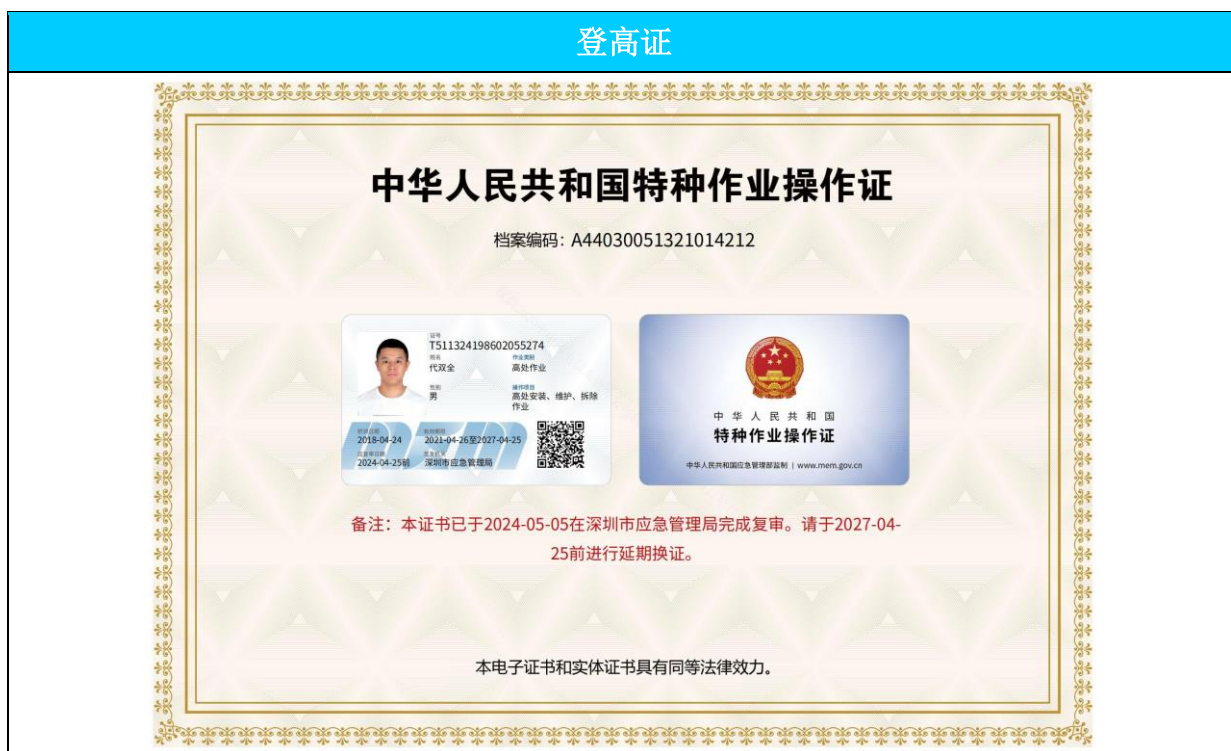 登高证
中华人民共和国特种作业操作证
档案编码：A44030051321014212
证号
T511324198602055274
姓名
作业类别
代双全
高处作业
性别
操作项目
男
高处安装、维护、拆除
作业
初领日期
有效期限
2018-04-24
2021-04-26至2027-04-25
应复审日期
签发机关
2024-04-25前
深圳市应急管理局
中华人民共和国
特种作业操作证
中华人民共和国应急管理部监制 | www.mem.gov.cn
备注：本证书已于2024-05-05在深圳市应急管理局完成复审。请于2027-04-
25前进行延期换证。
本电子证书和实体证书具有同等法律效力。